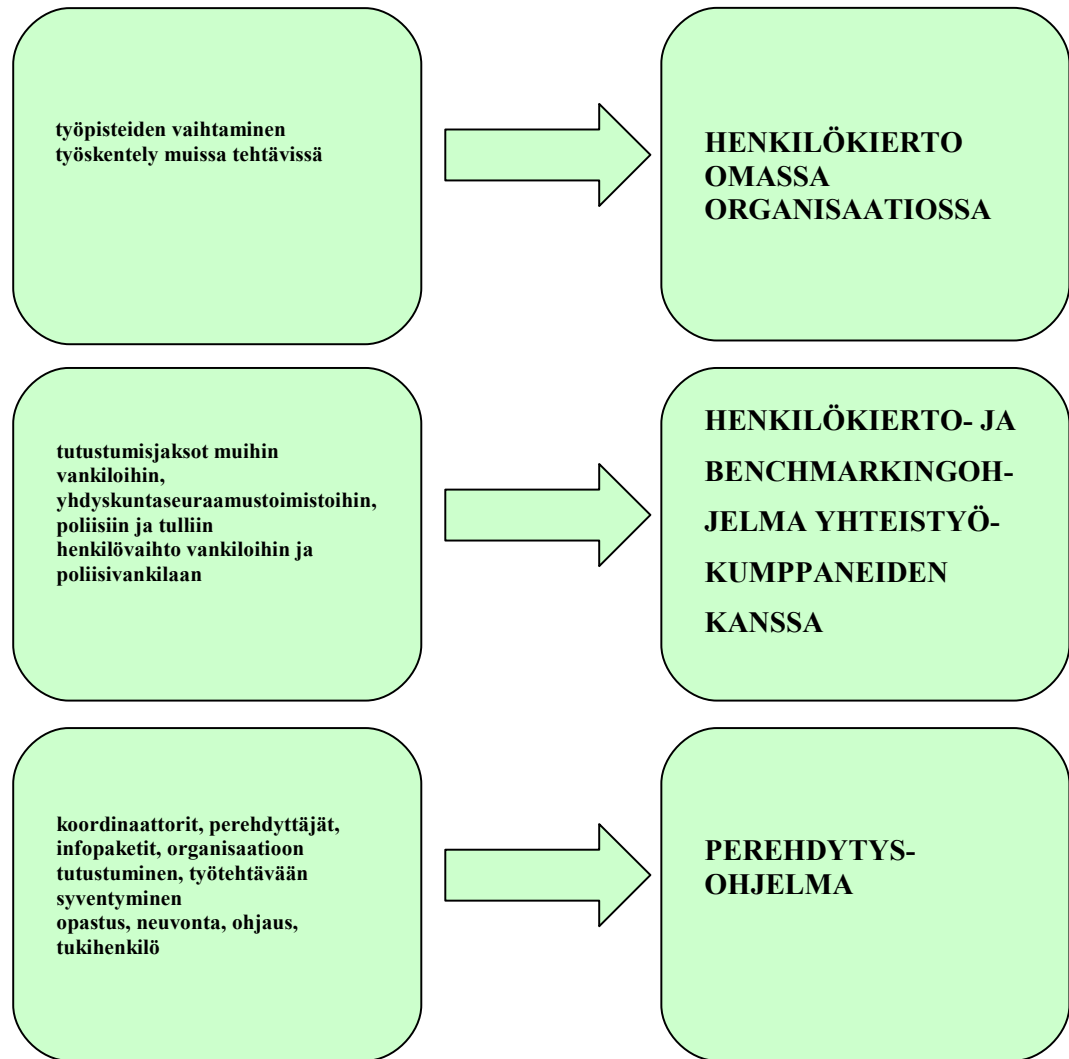 työpisteiden vaihtaminen
työskentely muissa tehtävissä
HENKILÖKIERTO
OMASSA
ORGANISAATIOSSA
tutustumisjaksot muihin
vankiloihin,
yhdyskuntaseuraamustoimistoihin,
poliisiin ja tulliin
henkilövaihto vankiloihin ja
poliisivankilaan
HENKILÖKIERTO- JA
BENCHMARKINGOH-
JELMA YHTEISTYÖ-
KUMPPANEIDEN
KANSSA
koordinaattorit, perehdyttäjät,
infopaketit, organisaatioon
tutustuminen, työtehtävään
syventyminen
opastus, neuvonta, ohjaus,
tukihenkilö
PEREHDYTYS-
OHJELMA